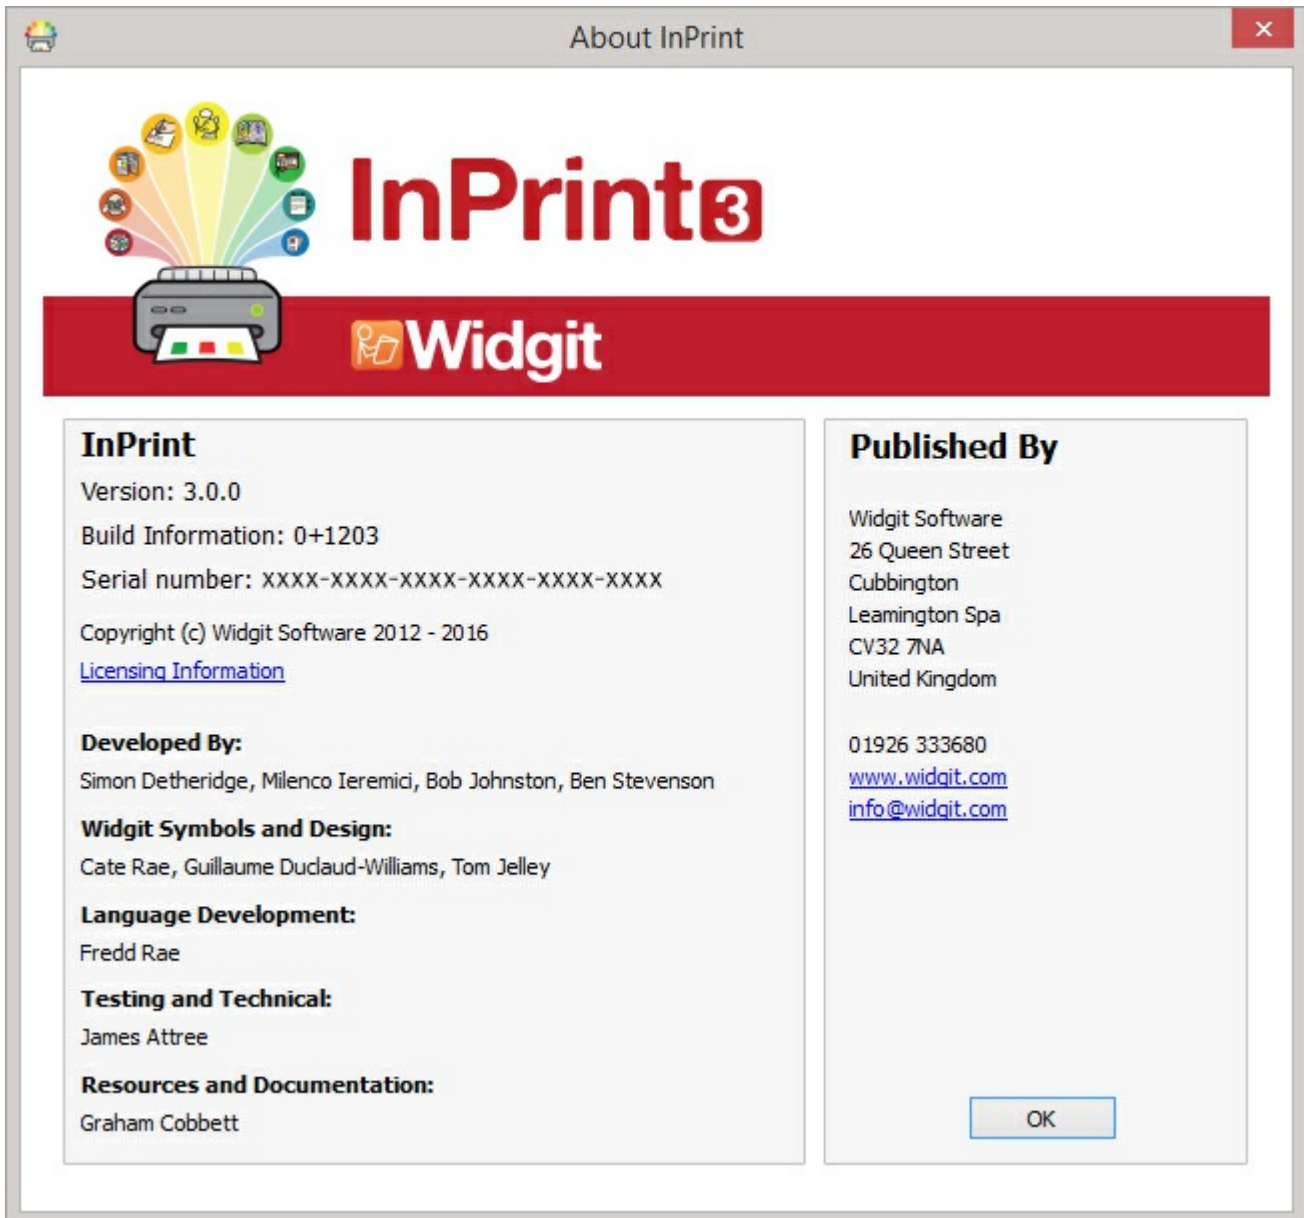 About InPrint
InPrint3
Widgit
InPrint
Version: 3.0.0
Build Information: 0+1203
Serial number: XXXX-XXXX-XXXX-XXXX-XXXX-XXXX
Copyright (c) Widgit Software 2012 - 2016
Licensing Information
Developed By:
Simon Detheridge, Milenco Ieremici, Bob Johnston, Ben Stevenson
Widgit Symbols and Design:
Cate Rae, Guillaume Duclaud-Williams, Tom Jelley
Language Development:
Fredd Rae
Testing and Technical:
James Attree
Resources and Documentation:
Graham Cobbett
Published By
Widgit Software
26 Queen Street
Cubbington
Leamington Spa
CV32 7NA
United Kingdom
01926 333680
www.widgit.com
info@widgit.com
OK